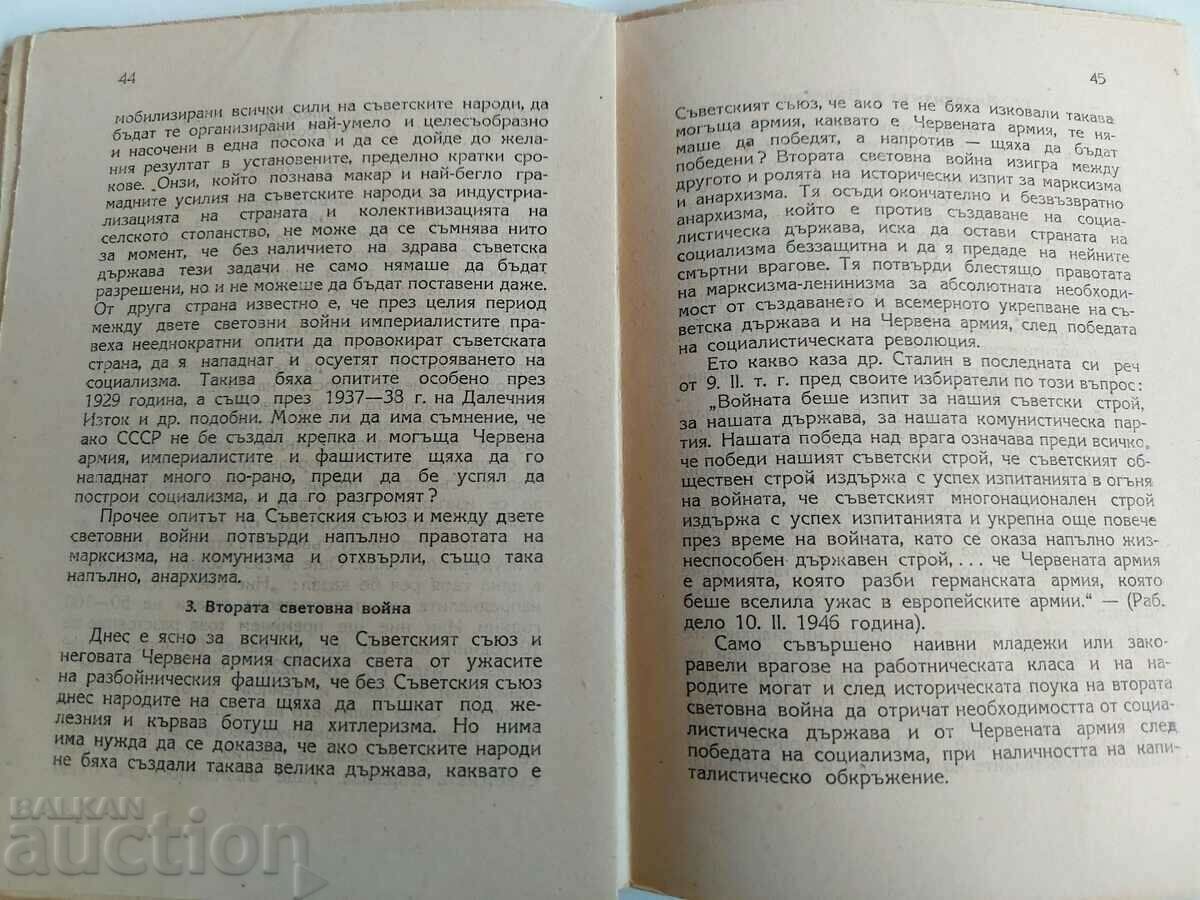 44
мобилизирани всички сили на съветските народи, да
бъдат те организирани най-умело и целесъобразно
и насочени в една посока и да се дойде до жела-
ния резултат в установените, пределно кратки сро-
кове. Онзи, който познава макар и най-бегло гра-
мадните усилия на съветските народи за индустриа-
лизацията на страната и колективизацията на
селското стопанство, не може да се съмнява нито
за момент, че без наличието на здрава съветска
държава тези задачи не само нямаше да бъдат
разрешени, но и не можеше да бъдат поставени даже.
От друга страна известно е, че през целия период
между двете световни войни империалистите пра-
веха нееднократни опити да провокират съветската
страна, да я нападнат и осуетят построяването на
социализма. Такива бяха опитите особено през
1929 година, а също през 1937—38 г. на Далечния
Изток и др. подобни. Може ли да има съмнение, че
ако СССР не бе създал крепка и могъща Червена
армия, империалистите и фашистите щяха да го
нападнат много по-рано, преди да бе успял да
построи социализма, и да го разгромят?
Прочее опитът на Съветския съюз и между двете
световни войни потвърди напълно правотата на
марксизма, на комунизма и отхвърли, също така
напълно, анархизма.
3. Втората световна война
Днес е ясно за всички, че Съветският съюз и
неговата Червена армия спасиха света от ужасите
на разбойническия фашизъм, че без Съветския съюз
днес народите на света щяха да пъшкат под же-
лезния и кървав ботуш на хитлеризма. Но нима
има нужда да се доказва, че ако съветските народи
не бяха създали такава велика държава, каквато е
45
Съветският съюз, че ако те не бяха изковали такава
могъща армия, каквато е Червената армия, те ня-
маше да победят, а напротив — щяха да бъдат
победени? Втората световна война изигра между
другото и ролята на исторически изпит за марксизма
и анархизма. Тя осъди окончателно и безвъзвратно
анархизма, който е против създаване на социа-
листическа държава, иска да остави страната на
социализма беззащитна и да я предаде на нейните
смъртни врагове. Тя потвърди блестящо правотата
на марксизма-ленинизма за абсолютната необходи-
мост от създаването и всемерното укрепване на съ-
ветска държава и на Червена армия, след победата
на социалистическата революция.
Ето какво каза др. Сталин в последната си реч
от 9. II. т. г. пред своите избиратели по този въпрос:
„Войната беше изпит за нашия съветски строй,
за нашата държава, за нашата комунистическа пар-
тия. Нашата победа над врага означава преди всичко,
че победи нашият съветски строй, че съветският об-
ществен строй издържа с успех изпитанията в огъня
на войната, че съветският многонационален строй
издържа с успех изпитанията и укрепна още повече
през време на войната, като се оказа напълно жиз-
неспособен държавен строй,... че Червената армия
е армията, която разби германската армия, която
беше вселила ужас в европейските армии." — (Раб.
дело 10. II. 1946 година).
Само съвършено наивни младежи или зако-
равели врагове на работническата класа и на на-
родите могат и след историческата поука на втората
световна война да отричат необходимостта от социа-
листическа държава и от Червената армия след
победата на социализма, при наличността на капи-
талистическо обкръжение.
BALKAN
auction